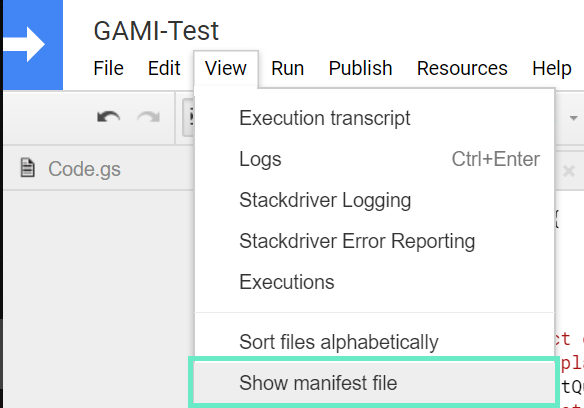 GAMI-Test
File Edit View Run Publish Resources Help
Execution transcript
Code.gs
Logs Ctrl+Enter
Stackdriver Logging
Stackdriver Error Reporting
Executions
Sort files alphabetically
Show manifest file